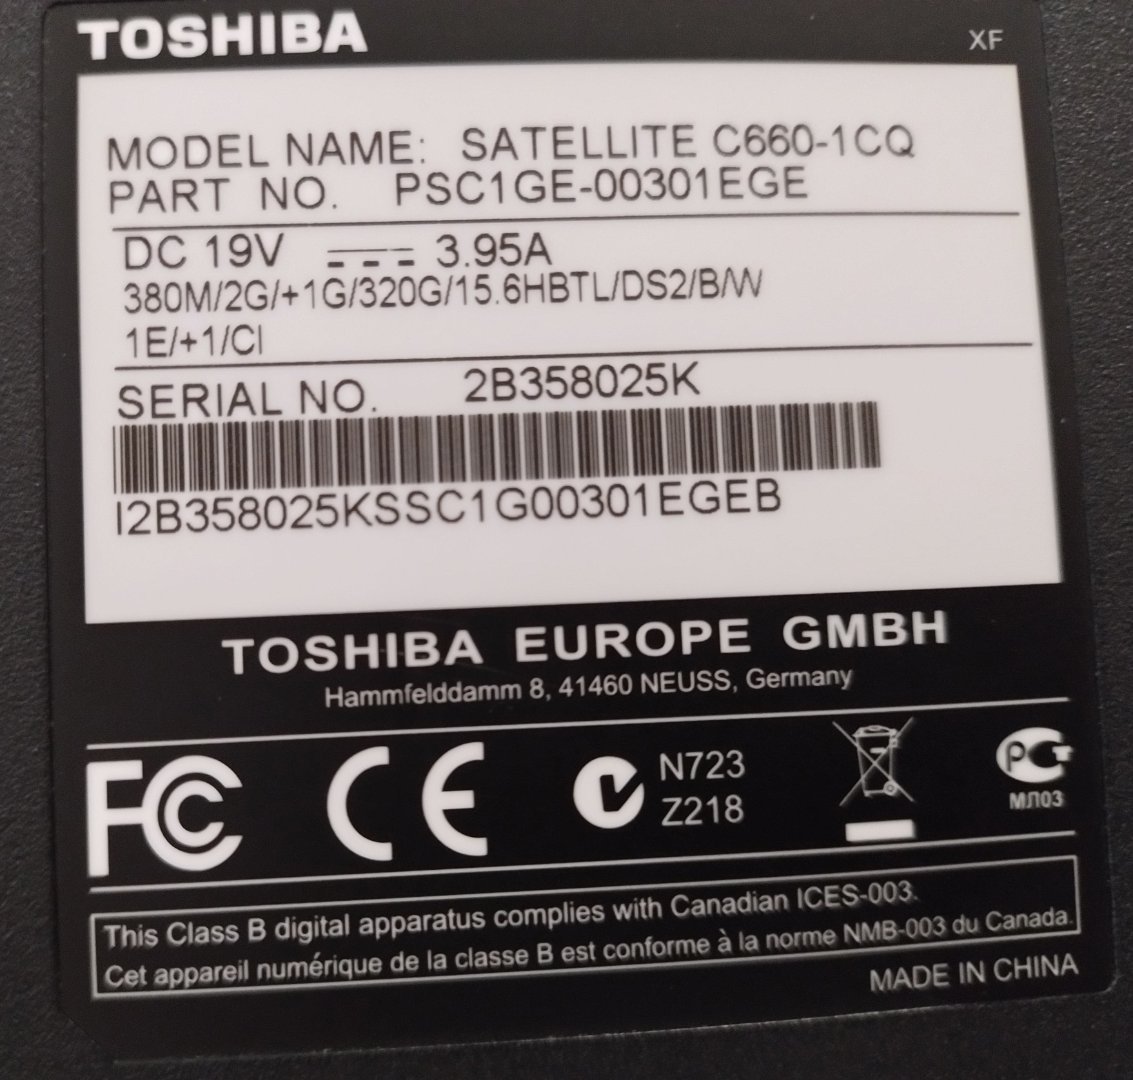 TOSHIBA
XF
MODEL NAME: SATELLITE C660-1CQ
PART NO. PSC1GE-00301EGE
DC 19V 3.95A
380M/2G/+1G/320G/15.6HBTL/DS2/B/W
1E/+1/CI
SERIAL NO. 2B358025K
I2B358025KSSC1G00301EGEB
TOSHIBA EUROPE GMBH
Hammfelddamm 8, 41460 NEUSS, Germany
FC CE N723
Z218
РСТ
МЛ03
This Class B digital apparatus complies with Canadian ICES-003.
Cet appareil numérique de la classe B est conforme à la norme NMB-003 du Canada.
MADE IN CHINA